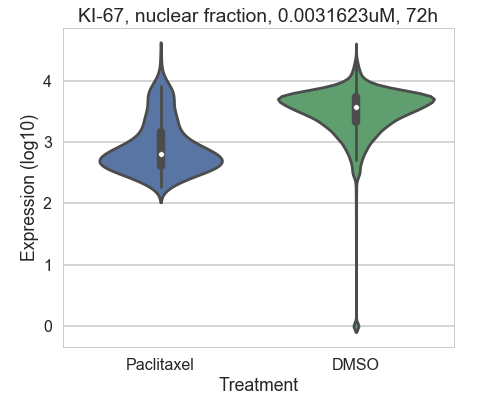 KI-67, nuclear fraction, 0.0031623uM, 72h
Expression (log10)
4
3
2
1
0
Paclitaxel DMSO
Treatment